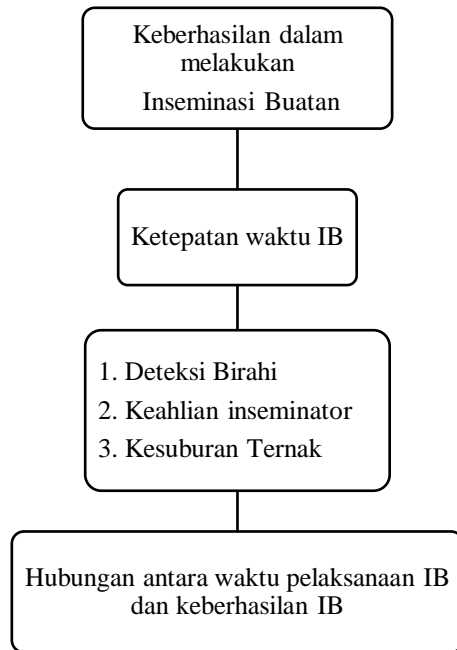 Keberhasilan dalam
melakukan
Inseminasi Buatan
Ketepatan waktu IB
1. Deteksi Birahi
2. Keahlian inseminator
3. Kesuburan Ternak
Hubungan antara waktu pelaksanaan IB
dan keberhasilan IB